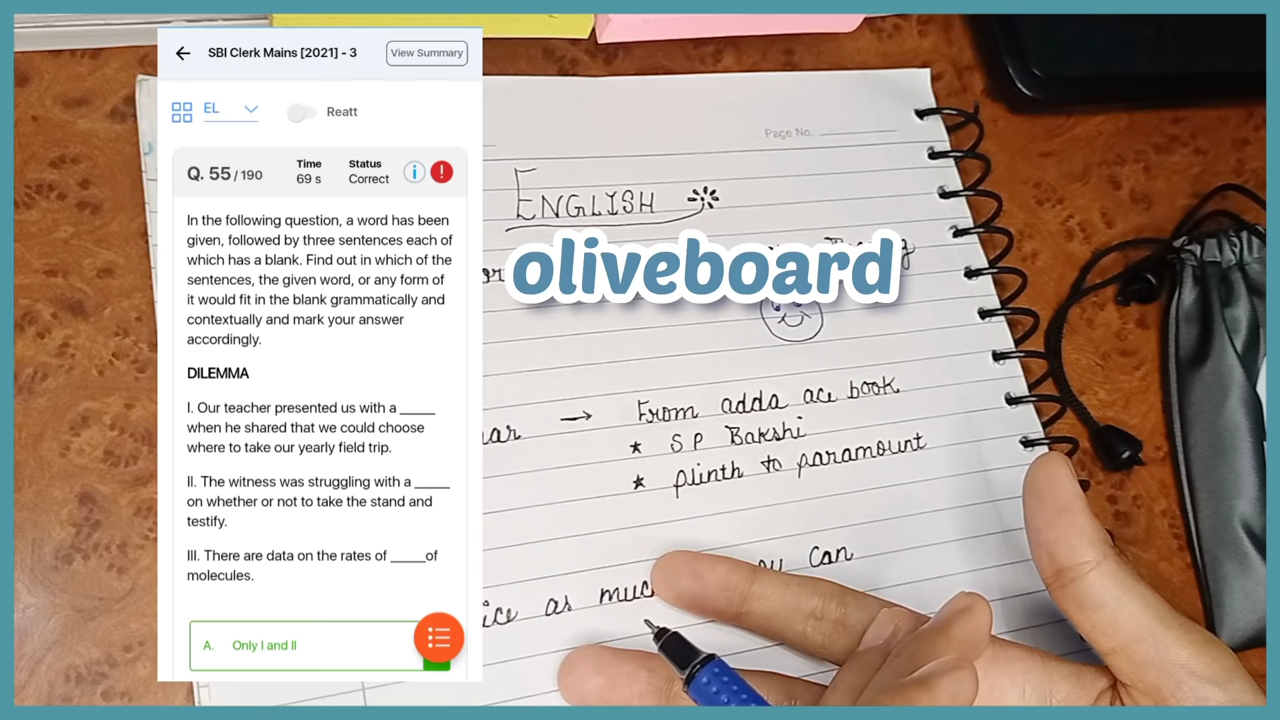 SBI Clerk Mains [2021] - 3
View Summary
EL
Reatt
Q. 55 / 190
Time
69 s
Status
Correct
In the following question, a word has been
given, followed by three sentences each of
which has a blank. Find out in which of the
sentences, the given word, or any form of
it would fit in the blank grammatically and
contextually and mark your answer
accordingly.
DILEMMA
I. Our teacher presented us with a _____
when he shared that we could choose
where to take our yearly field trip.
II. The witness was struggling with a _____
on whether or not to take the stand and
testify.
III. There are data on the rates of _____of
molecules.
A. Only I and II
Page No.
ENGLISH
oliveboard
→ From adda ace book
* S P Bakshi
* plinth to paramount
as much
can